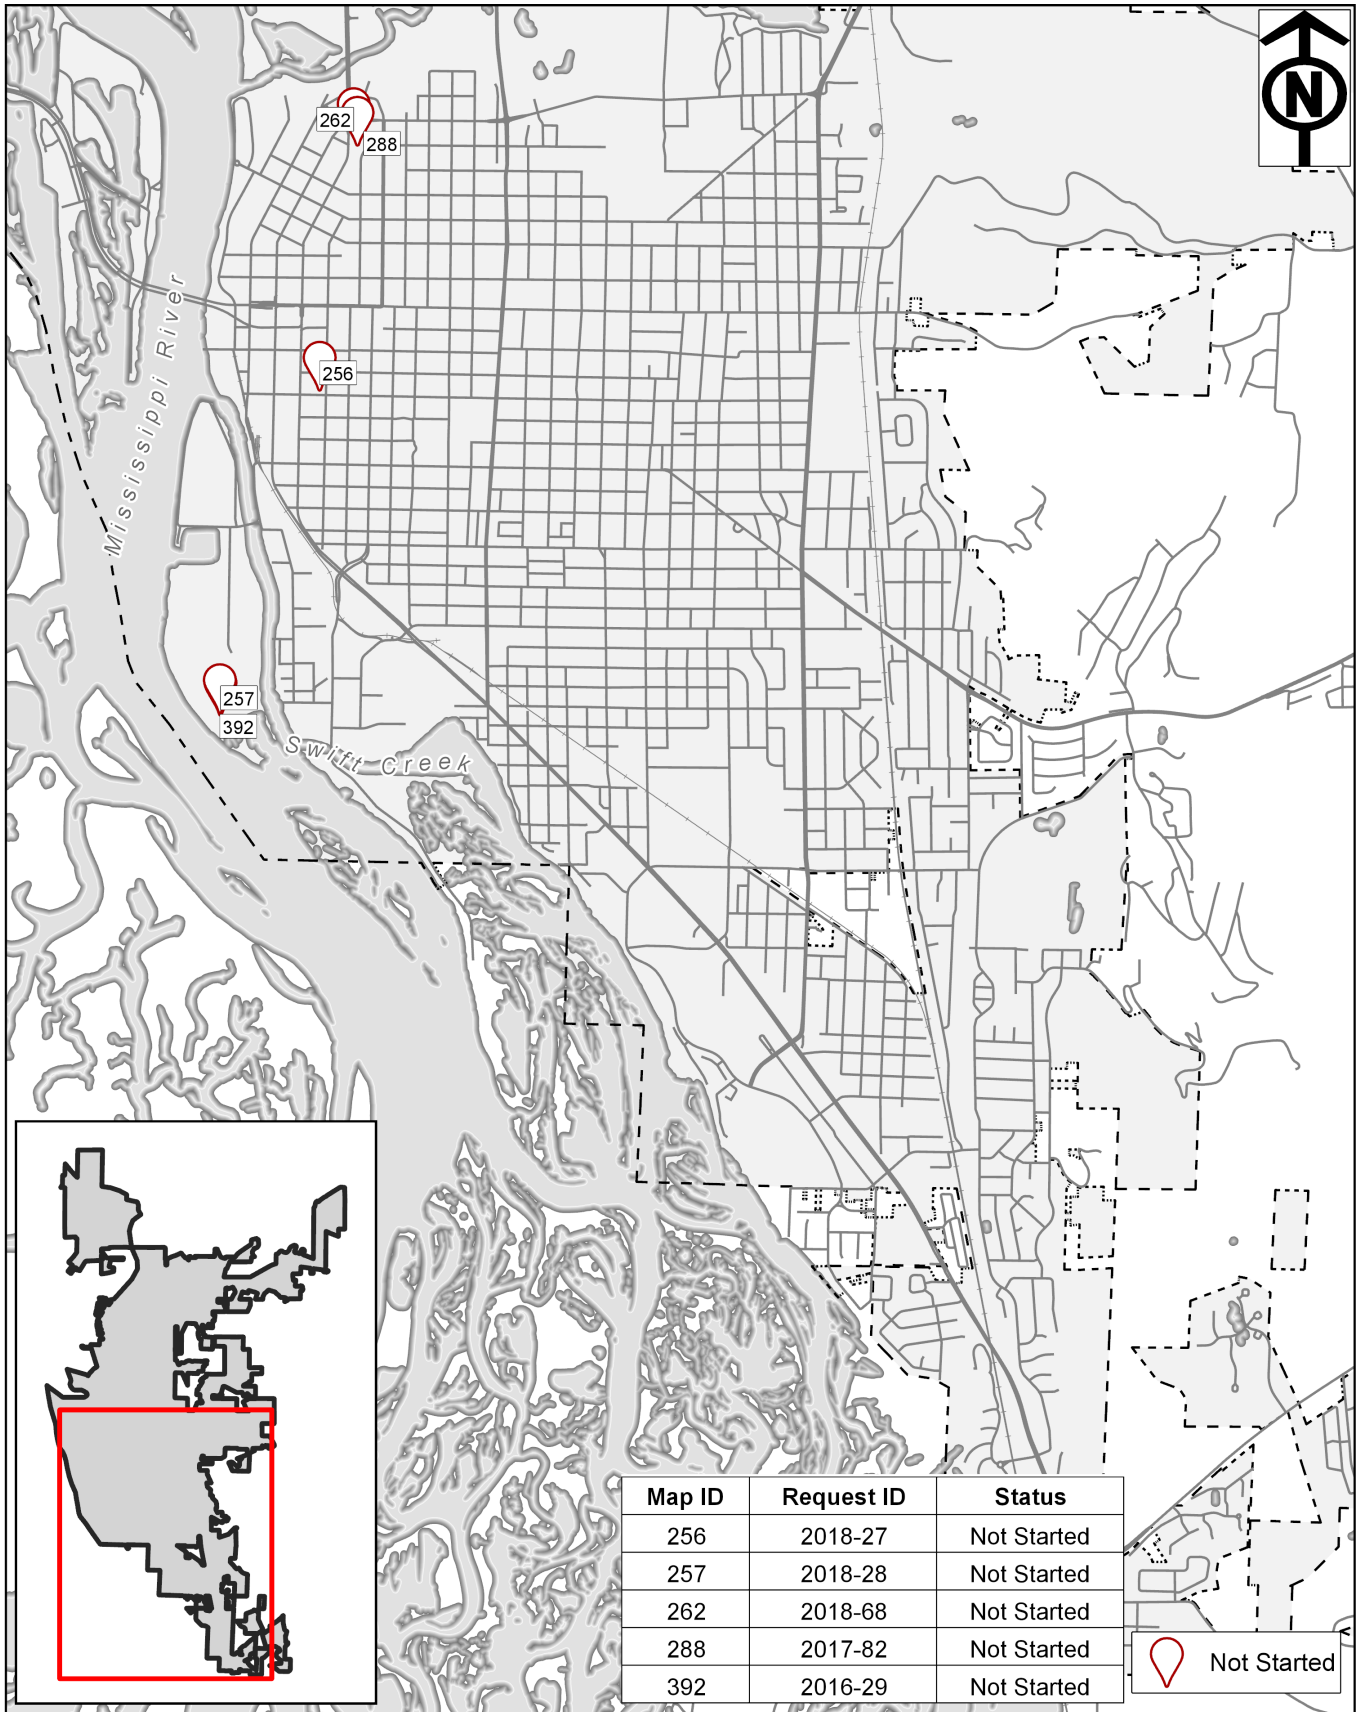 N
262
288
Mississippi River
256
257
392
Swift Creek
Map ID Request ID Status
256 2018-27 Not Started
257 2018-28 Not Started
262 2018-68 Not Started
288 2017-82 Not Started
392 2016-29 Not Started
Not Started